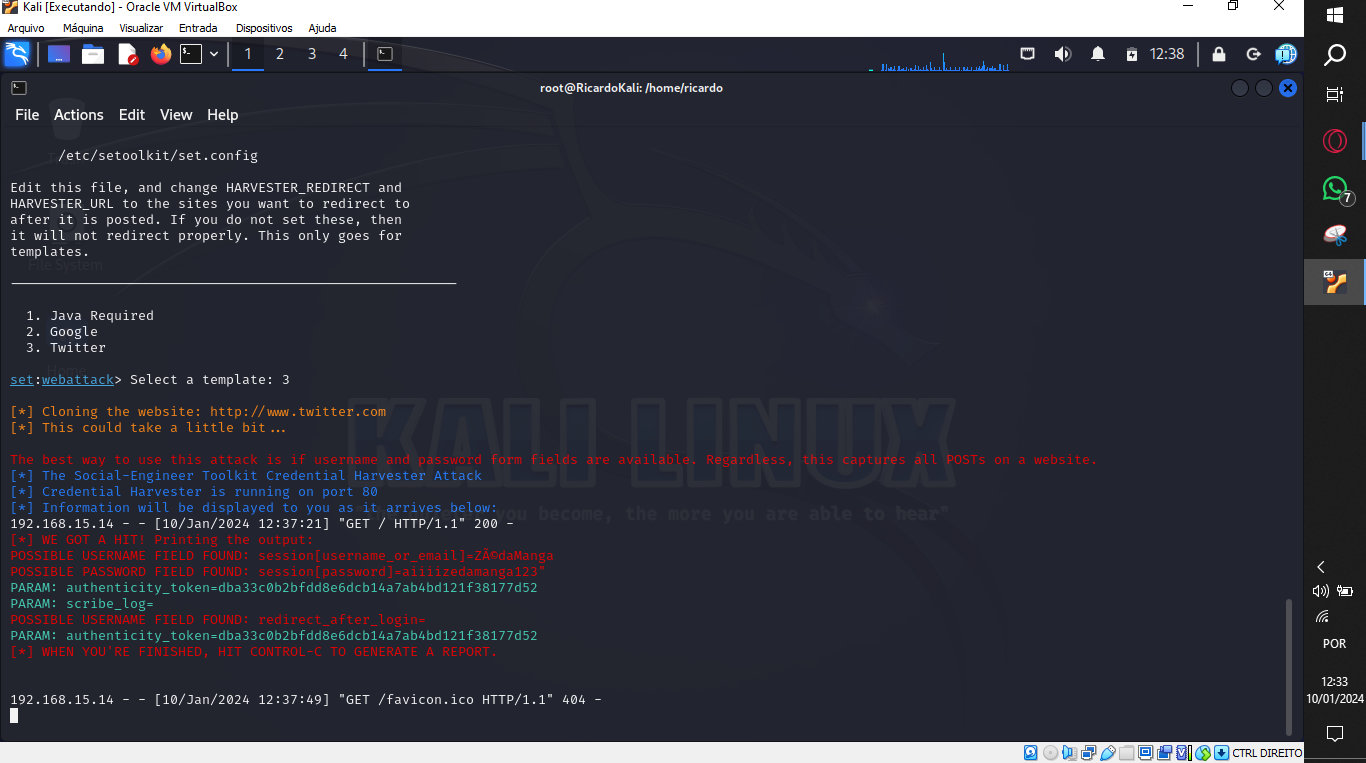 Kali [Executando] - Oracle VM VirtualBox
Arquivo Máquina Visualizar Entrada Dispositivos Ajuda
1 2 3 4 12:38
root@RicardoKali: /home/ricardo
File Actions Edit View Help
/etc/setoolkit/set.config
Edit this file, and change HARVESTER_REDIRECT and
HARVESTER_URL to the sites you want to redirect to
after it is posted. If you do not set these, then
it will not redirect properly. This only goes for
templates.
File System
1. Java Required
2. Google
3. Twitter
Home
set:webattack> Select a template: 3
[*] Cloning the website: http://www.twitter.com
[*] This could take a little bit...
KALI LINUX
The best way to use this attack is if username and password form fields are available. Regardless, this captures all POSTs on a website.
[*] The Social-Engineer Toolkit Credential Harvester Attack
[*] Credential Harvester is running on port 80
[*] Information will be displayed to you as it arrives below:
you become, the more you are able to hear"
192.168.15.14 - - [10/Jan/2024 12:37:21] "GET / HTTP/1.1" 200 -
[*] WE GOT A HIT! Printing the output:
POSSIBLE USERNAME FIELD FOUND: session[username_or_email]=ZÃ©daManga
POSSIBLE PASSWORD FIELD FOUND: session[password]=aiiiizedamanga123"
PARAM: authenticity_token=dba33c0b2bfdd8e6dcb14a7ab4bd121f38177d52
PARAM: scribe_log=
POSSIBLE USERNAME FIELD FOUND: redirect_after_login=
PARAM: authenticity_token=dba33c0b2bfdd8e6dcb14a7ab4bd121f38177d52
[*] WHEN YOU'RE FINISHED, HIT CONTROL-C TO GENERATE A REPORT.
192.168.15.14 - - [10/Jan/2024 12:37:49] "GET /favicon.ico HTTP/1.1" 404 -
CTRL DIREITO
7
64
POR
12:33
10/01/2024